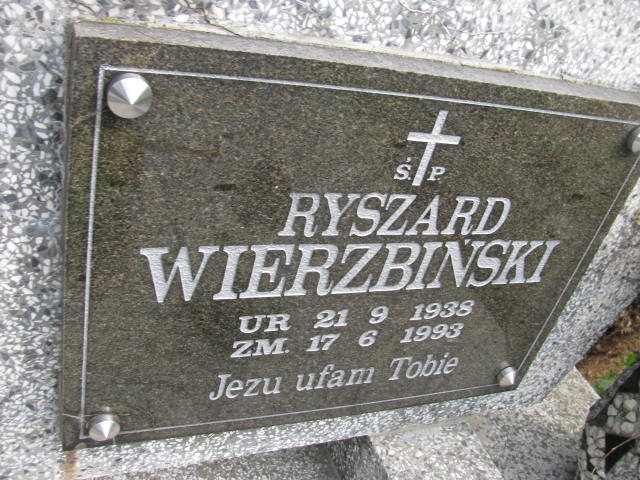 Ś. P.
RYSZARD
WIERZBIŃSKI
UR 21 9 1938
ZM. 17 6 1993
Jezu ufam Tobie